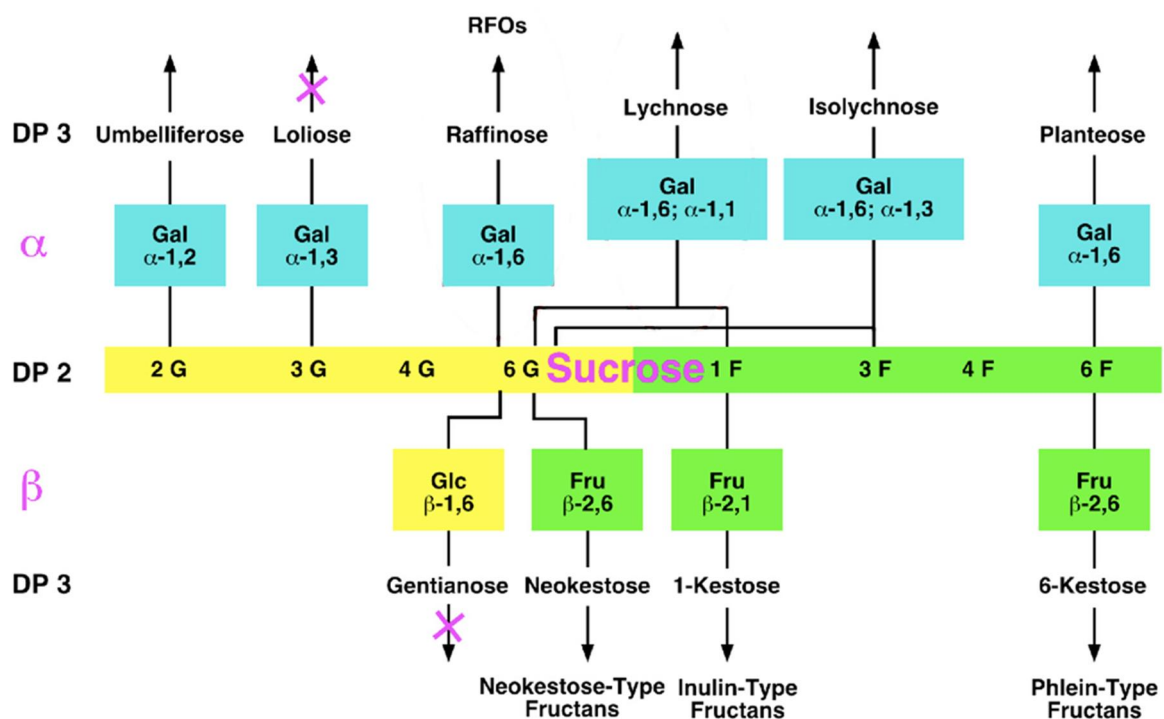 RFOs
DP 3 Umbelliferose Loliose Raffinose Lychnose Isolychnose Planteose
α
Gal
α-1,2
Gal
α-1,3
Gal
α-1,6
Gal
α-1,6; α-1,1
Gal
α-1,6; α-1,3
Gal
α-1,6
DP 2 2 G 3 G 4 G 6 G Sucrose 1 F 3 F 4 F 6 F
β
Glc
β-1,6
Fru
β-2,6
Fru
β-2,1
Fru
β-2,6
DP 3 Gentianose Neokestose 1-Kestose 6-Kestose
Neokestose-Type
Fructans
Inulin-Type
Fructans
Phlein-Type
Fructans